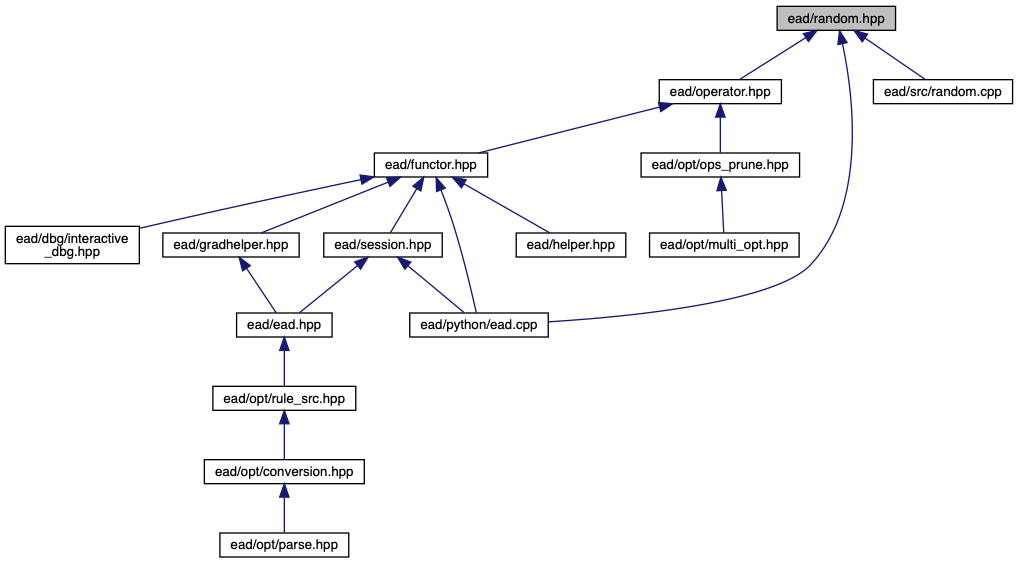 ead/random.hpp
ead/operator.hpp
ead/src/random.cpp
ead/functor.hpp
ead/opt/ops_prune.hpp
ead/dbg/interactive
_dbg.hpp
ead/gradhelper.hpp
ead/session.hpp
ead/helper.hpp
ead/opt/multi_opt.hpp
ead/ead.hpp
ead/python/ead.cpp
ead/opt/rule_src.hpp
ead/opt/conversion.hpp
ead/opt/parse.hpp